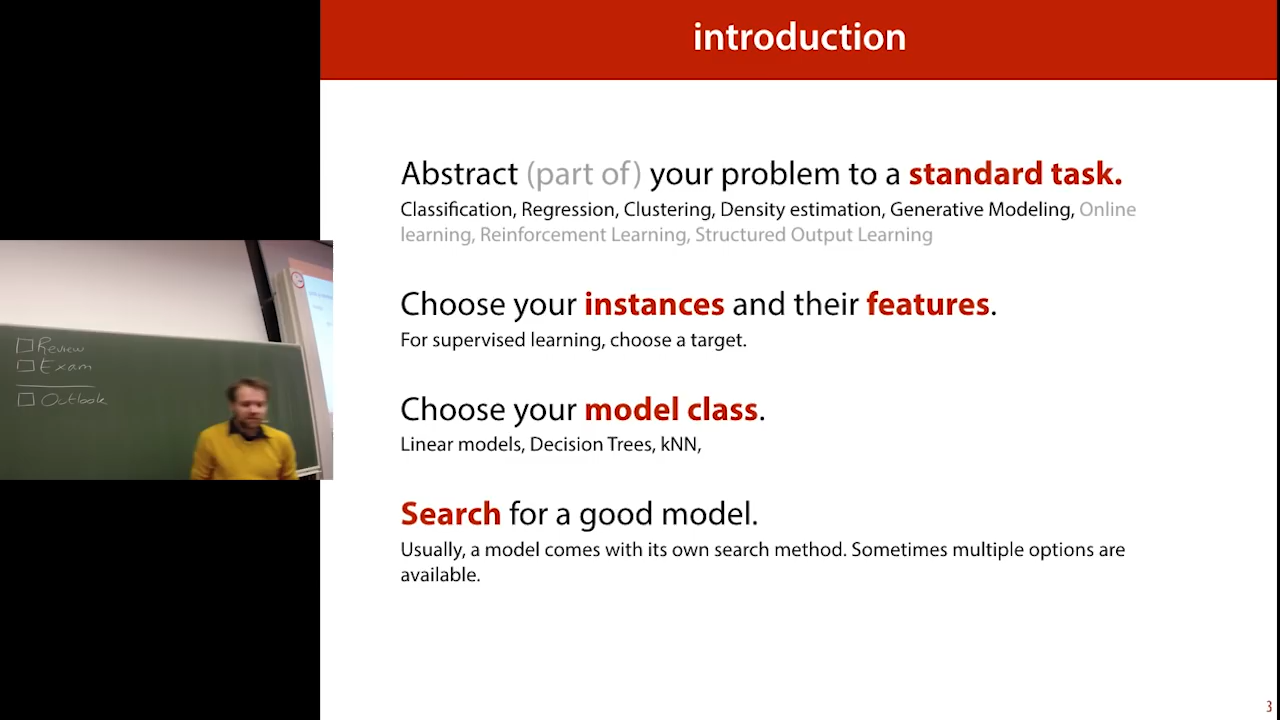 introduction
Abstract (part of) your problem to a standard task.
Classification, Regression, Clustering, Density estimation, Generative Modeling, Online
learning, Reinforcement Learning, Structured Output Learning
Choose your instances and their features.
For supervised learning, choose a target.
Choose your model class.
Linear models, Decision Trees, kNN,
Search for a good model.
Usually, a model comes with its own search method. Sometimes multiple options are
available.
3
Review
Exam
Outlook